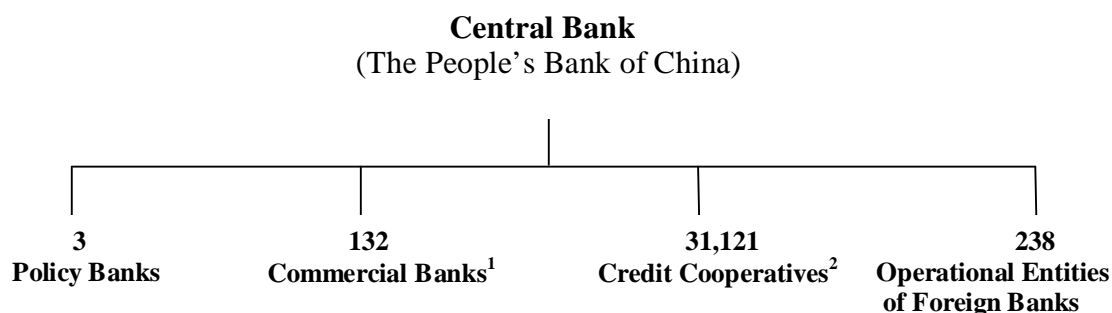 Central Bank
(The People’s Bank of China)
3
Policy Banks
132
Commercial Banks1
31,121
Credit Cooperatives2
238
Operational Entities
of Foreign Banks